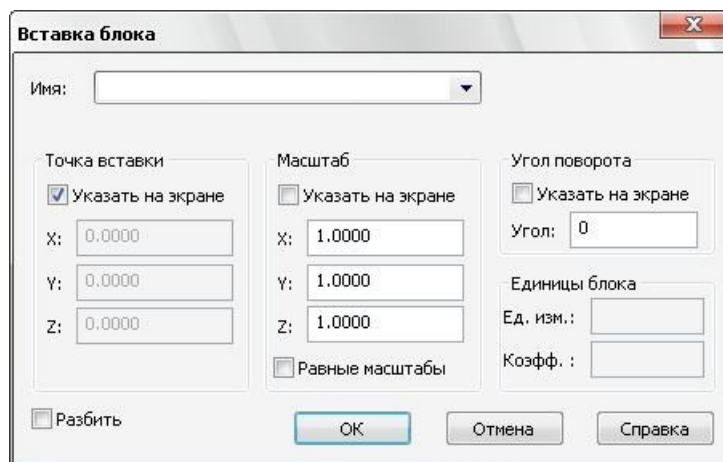 Вставка блока
Имя:
Точка вставки
Указать на экране
X: 0.0000
Y: 0.0000
Z: 0.0000
Масштаб
Указать на экране
X: 1.0000
Y: 1.0000
Z: 1.0000
Равные масштабы
Угол поворота
Указать на экране
Угол: 0
Единицы блока
Ед. изм.:
Коэфф. :
Разбить
OK
Отмена
Справка